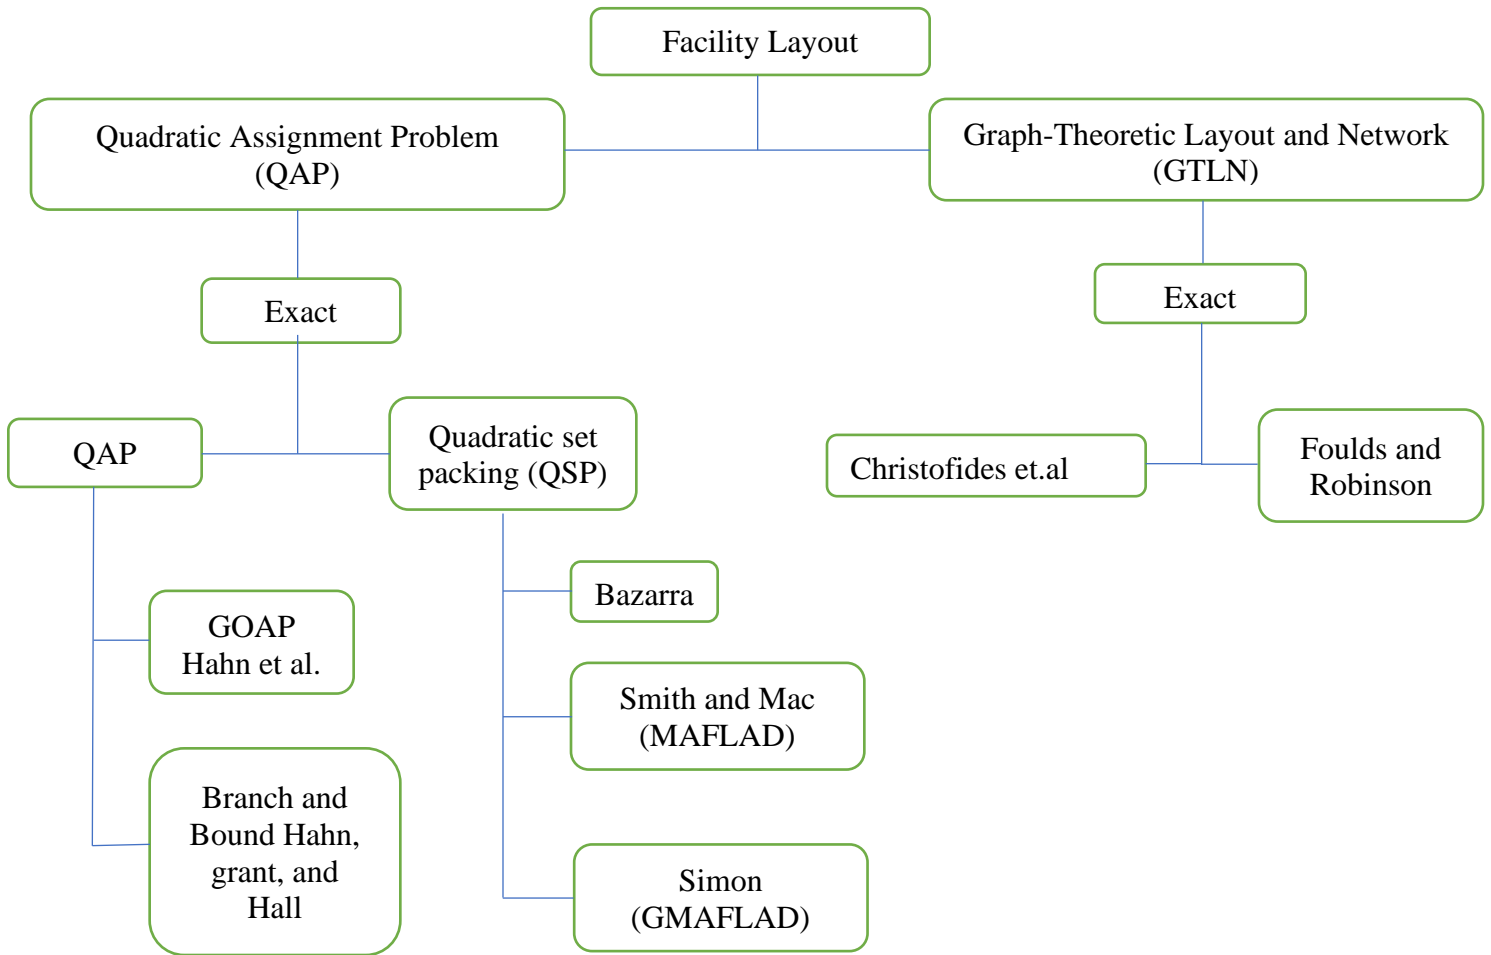 Facility Layout
Quadratic Assignment Problem
(QAP)
Graph-Theoretic Layout and Network
(GTLN)
Exact
Exact
QAP
Quadratic set
packing (QSP)
Christofides et.al
Foulds and
Robinson
GOAP
Hahn et al.
Branch and
Bound Hahn,
grant, and
Hall
Bazarra
Smith and Mac
(MAFLAD)
Simon
(GMAFLAD)